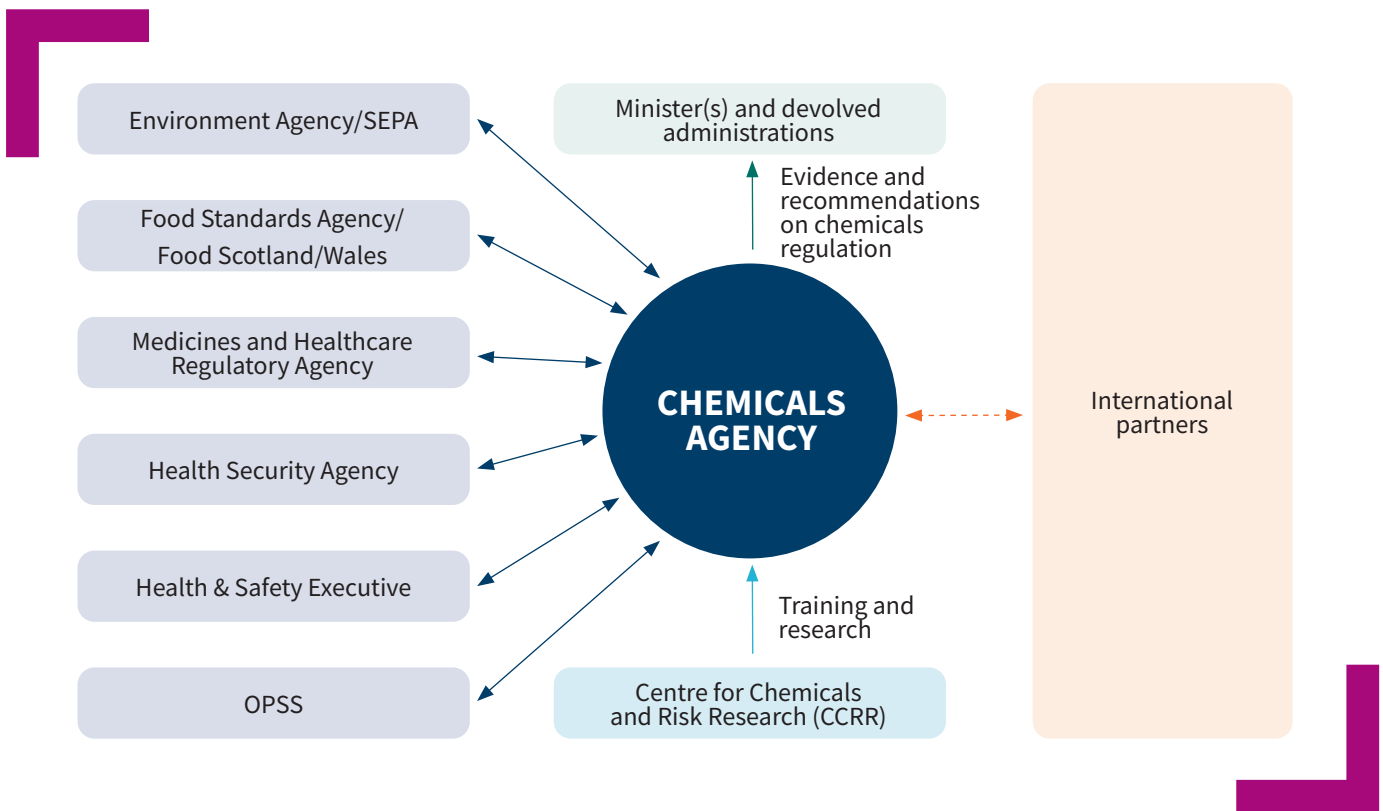 Environment Agency/SEPA
Food Standards Agency/
Food Scotland/Wales
Medicines and Healthcare
Regulatory Agency
Health Security Agency
Health & Safety Executive
OPSS
Minister(s) and devolved
administrations
Evidence and
recommendations
on chemicals
regulation
CHEMICALS
AGENCY
Training and
research
Centre for Chemicals
and Risk Research (CCRR)
International
partners